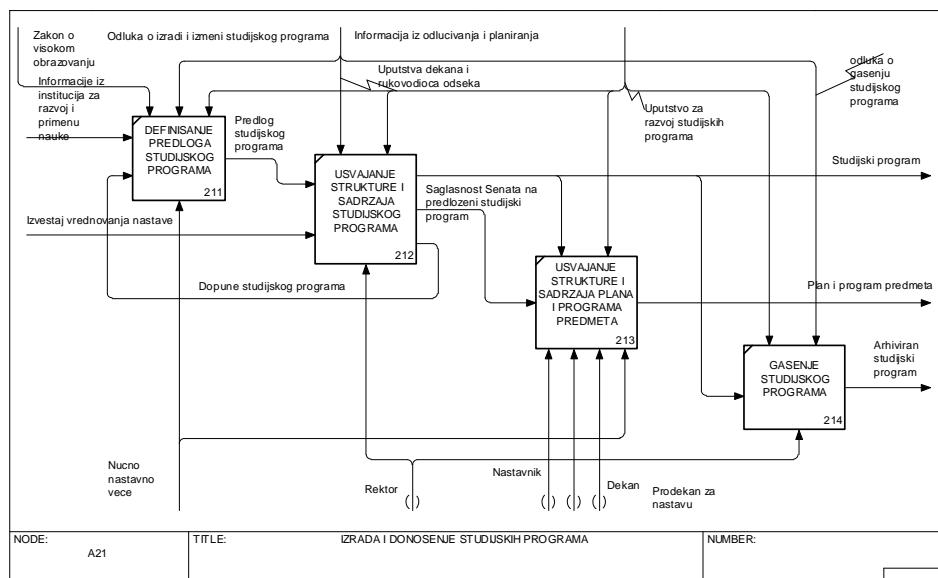 Zakon o
visokom
obrazovanju
Odluka o izradi i izmeni studijskog programa
Informacija iz odlucivanja i planiranja
Uputstva dekana i
rukovodioca odseka
odluka o
gasenju
studijskog
programa
Informacije iz
institucija za
razvoj i
primenu
nauke
DEFINISANJE
PREDLOGA
STUDIJSKOG
PROGRAMA
211
Predlog
studijskog
programa
Uputstvo za
razvoj studijskih
programa
USVAJANJE
STRUKTURE I
SADRZAJA
STUDIJSKOG
PROGRAMA
212
Studijski program
Saglasnost Senata na
predlozeni studijski
program
Izvestaj vrednovanja nastave
Dopune studijskog programa
USVAJANJE
STRUKTURE I
SADRZAJA PLANA
I PROGRAMA
PREDMETA
213
Plan i program predmeta
GASENJE
STUDIJSKOG
PROGRAMA
214
Arhiviran
studijski
program
Nucno
nastavno
vece
Rektor
Nastavnik
Dekan
Prodekan za
nastavu
NODE:
A21
TITLE:
IZRADA I DONOSENJE STUDIJSKIH PROGRAMA
NUMBER: